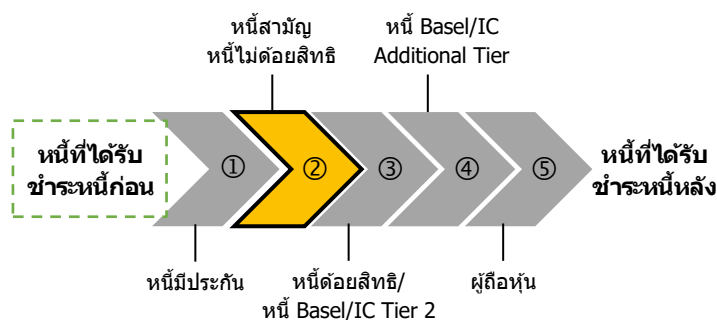 หนี้สามัญ
หนี้ไม่ด้อยสิทธิ
หนี้ Basel/IC
Additional Tier
หนี้ที่ได้รับ
ชำระหนี้ก่อน
①
②
③
④
⑤
หนี้ที่ได้รับ
ชำระหนี้หลัง
หนี้มีประกัน
หนี้ด้อยสิทธิ/
หนี้ Basel/IC Tier 2
ผู้ถือหุ้น